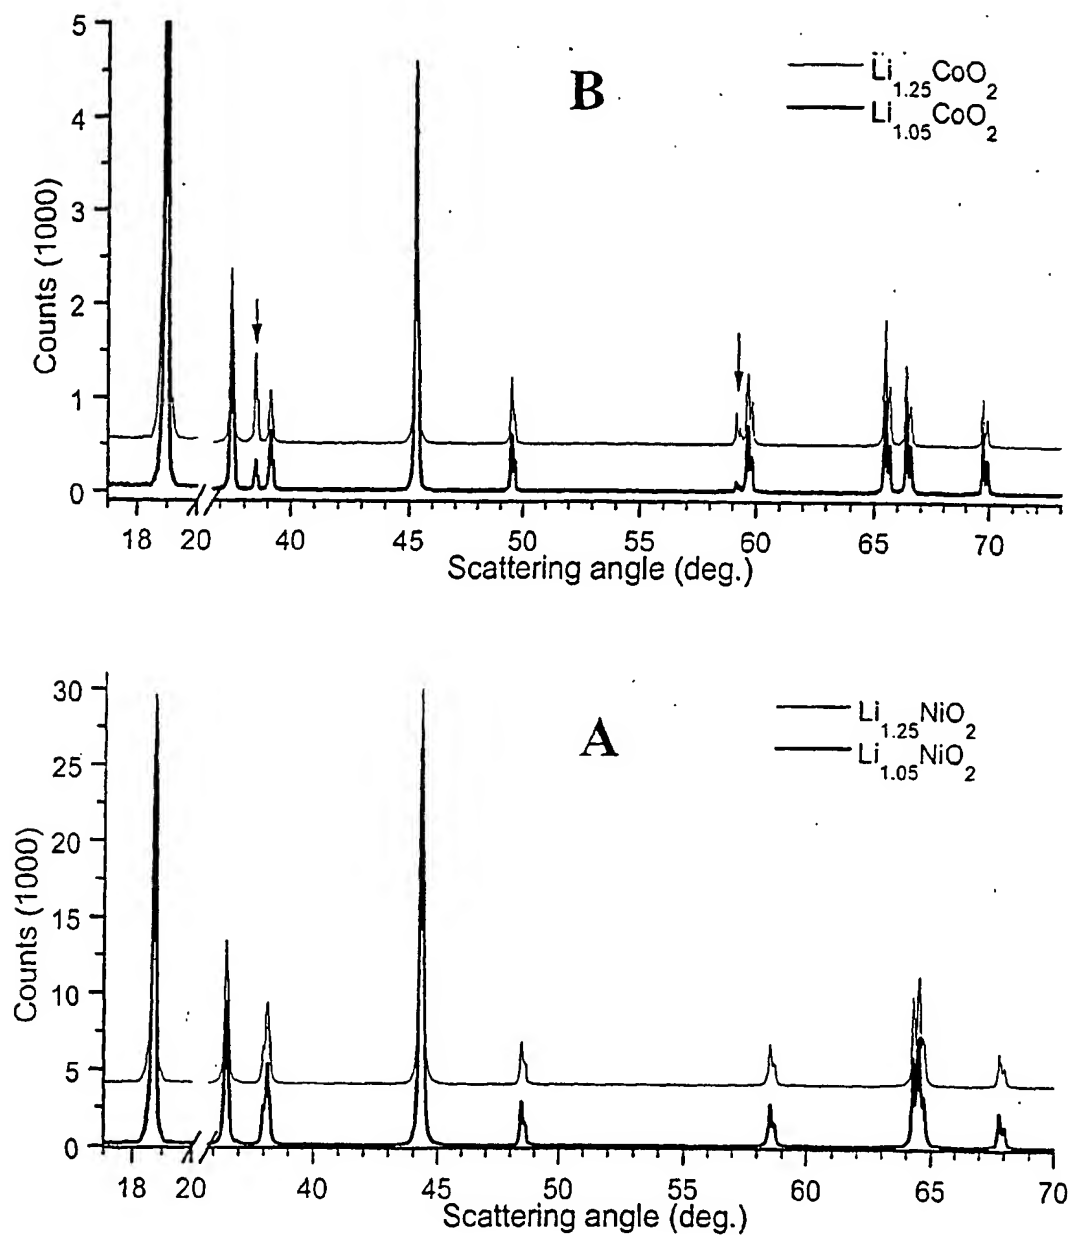 5
4
3
2
1
0
Counts (1000)
B
Li1.25CoO2
Li1.05CoO2
18 20 40 45 50 55 60 65 70
Scattering angle (deg.)
30
25
20
15
10
5
0
Counts (1000)
A
Li1.25NiO2
Li1.05NiO2
18 20 40 45 50 55 60 65 70
Scattering angle (deg.)